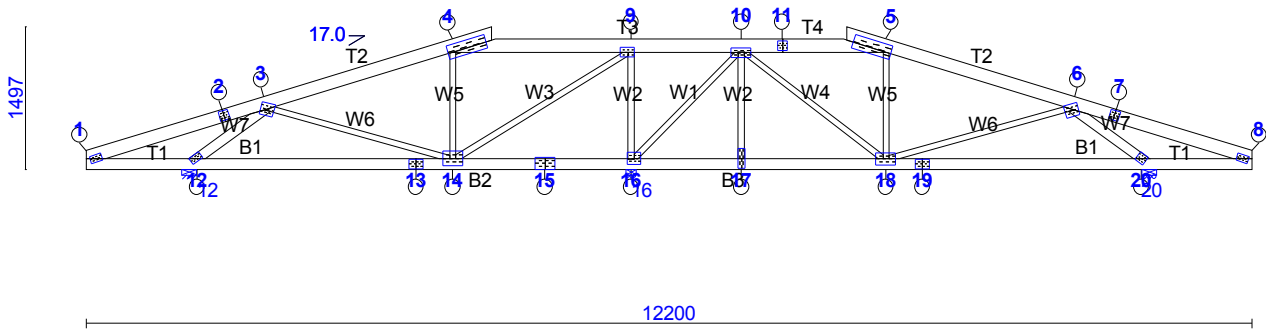 4 9 10 11 5
17.0 T3 T4
T2 T2
1497
2 3 6 7
W5 W3 W2 W1 W2 W4 W5
1 W7 W6 W6 W7 8
T1 B1 B1 T1
12 13 14 B2 15 16 17 18 19 20
12 16 20
12200